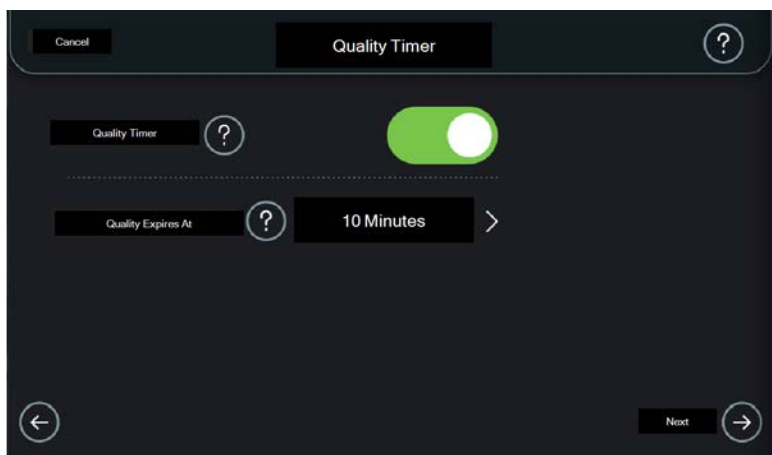 Cancel
Quality Timer
?
Quality Timer
?
Quality Expires At
?
10 Minutes
Next